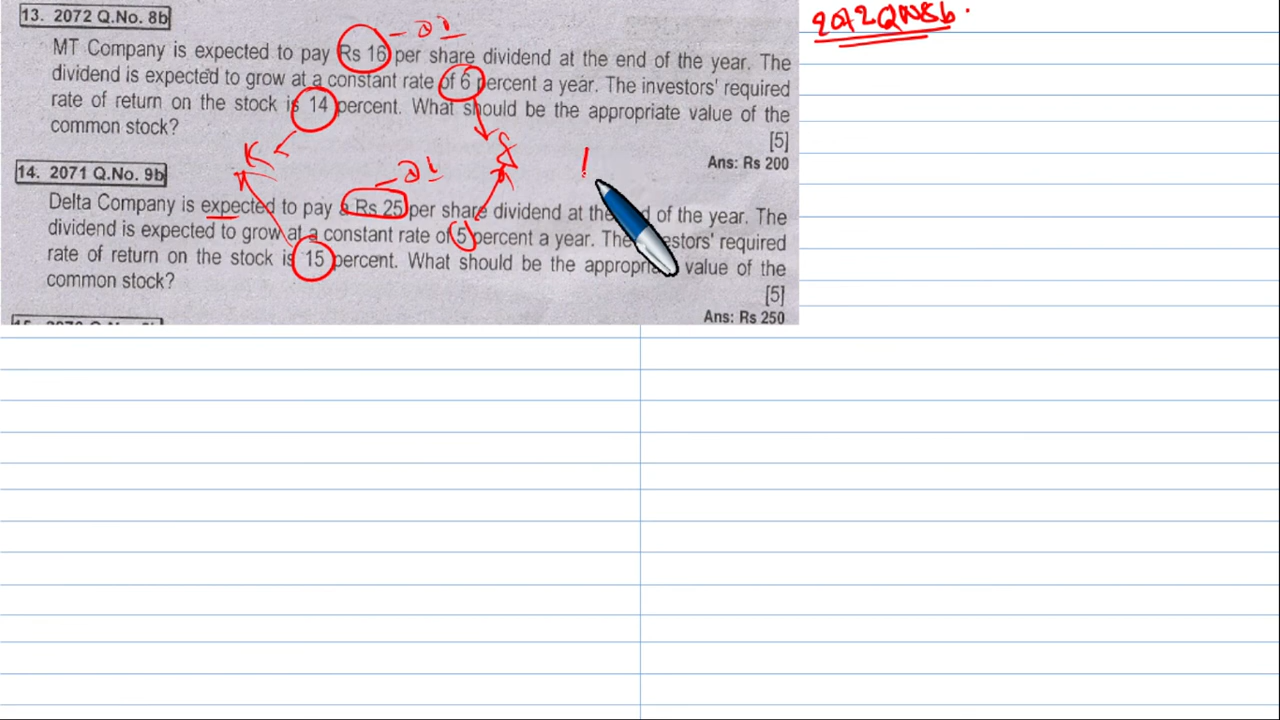 13. 2072 Q.No. 8b
MT Company is expected to pay Rs 16 per share dividend at the end of the year. The
dividend is expected to grow at a constant rate of 6 percent a year. The investors' required
rate of return on the stock is 14 percent. What should be the appropriate value of the
common stock?
[5]
Ans: Rs 200
K
14. 2071 Q.No. 9b
Delta Company is expected to pay a Rs 25 per share dividend at the end of the year. The
dividend is expected to grow at a constant rate of 5 percent a year. The investors' required
rate of return on the stock is 15 percent. What should be the appropriate value of the
common stock?
[5]
Ans: Rs 250
2072 QN8b.